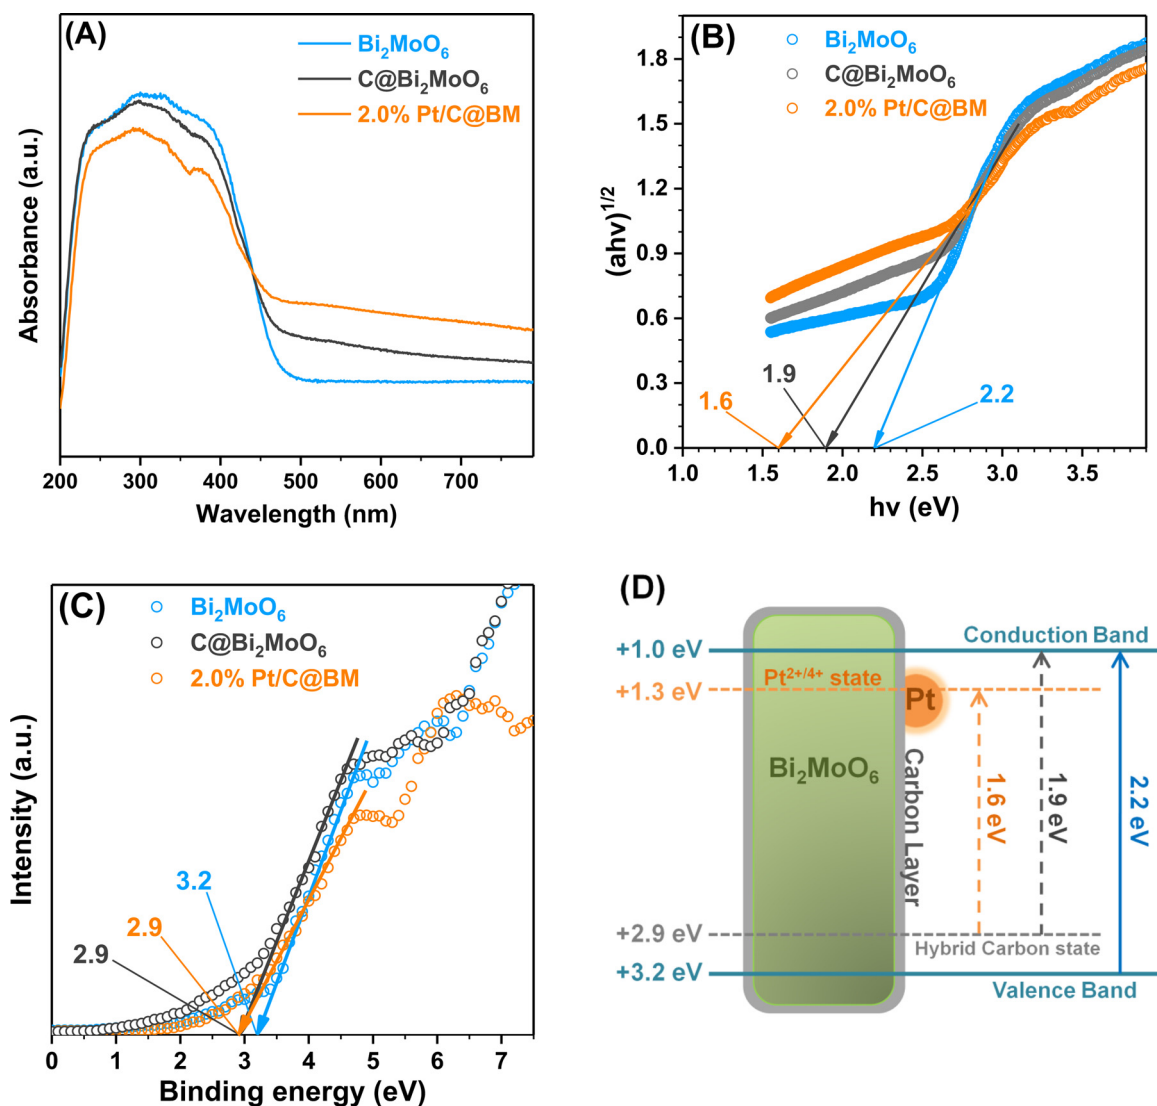 (A)
Bi₂MoO₆
C@Bi₂MoO₆
2.0% Pt/C@BM
Absorbance (a.u.)
200 300 400 500 600 700
Wavelength (nm)
(B)
Bi₂MoO₆
C@Bi₂MoO₆
2.0% Pt/C@BM
(ahv)^1/2
1.8
1.5
1.2
0.9
0.6
0.3
0.0
1.6
1.9
2.2
1.0 1.5 2.0 2.5 3.0 3.5
hv (eV)
(C)
Bi₂MoO₆
C@Bi₂MoO₆
2.0% Pt/C@BM
Intensity (a.u.)
3.2
2.9
2.9
0 1 2 3 4 5 6 7
Binding energy (eV)
(D)
Conduction Band
+1.0 eV
Pt²⁺/⁴⁺ state
+1.3 eV
Pt
Bi₂MoO₆
Carbon Layer
1.6 eV
1.9 eV
2.2 eV
+2.9 eV
Hybrid Carbon state
+3.2 eV
Valence Band